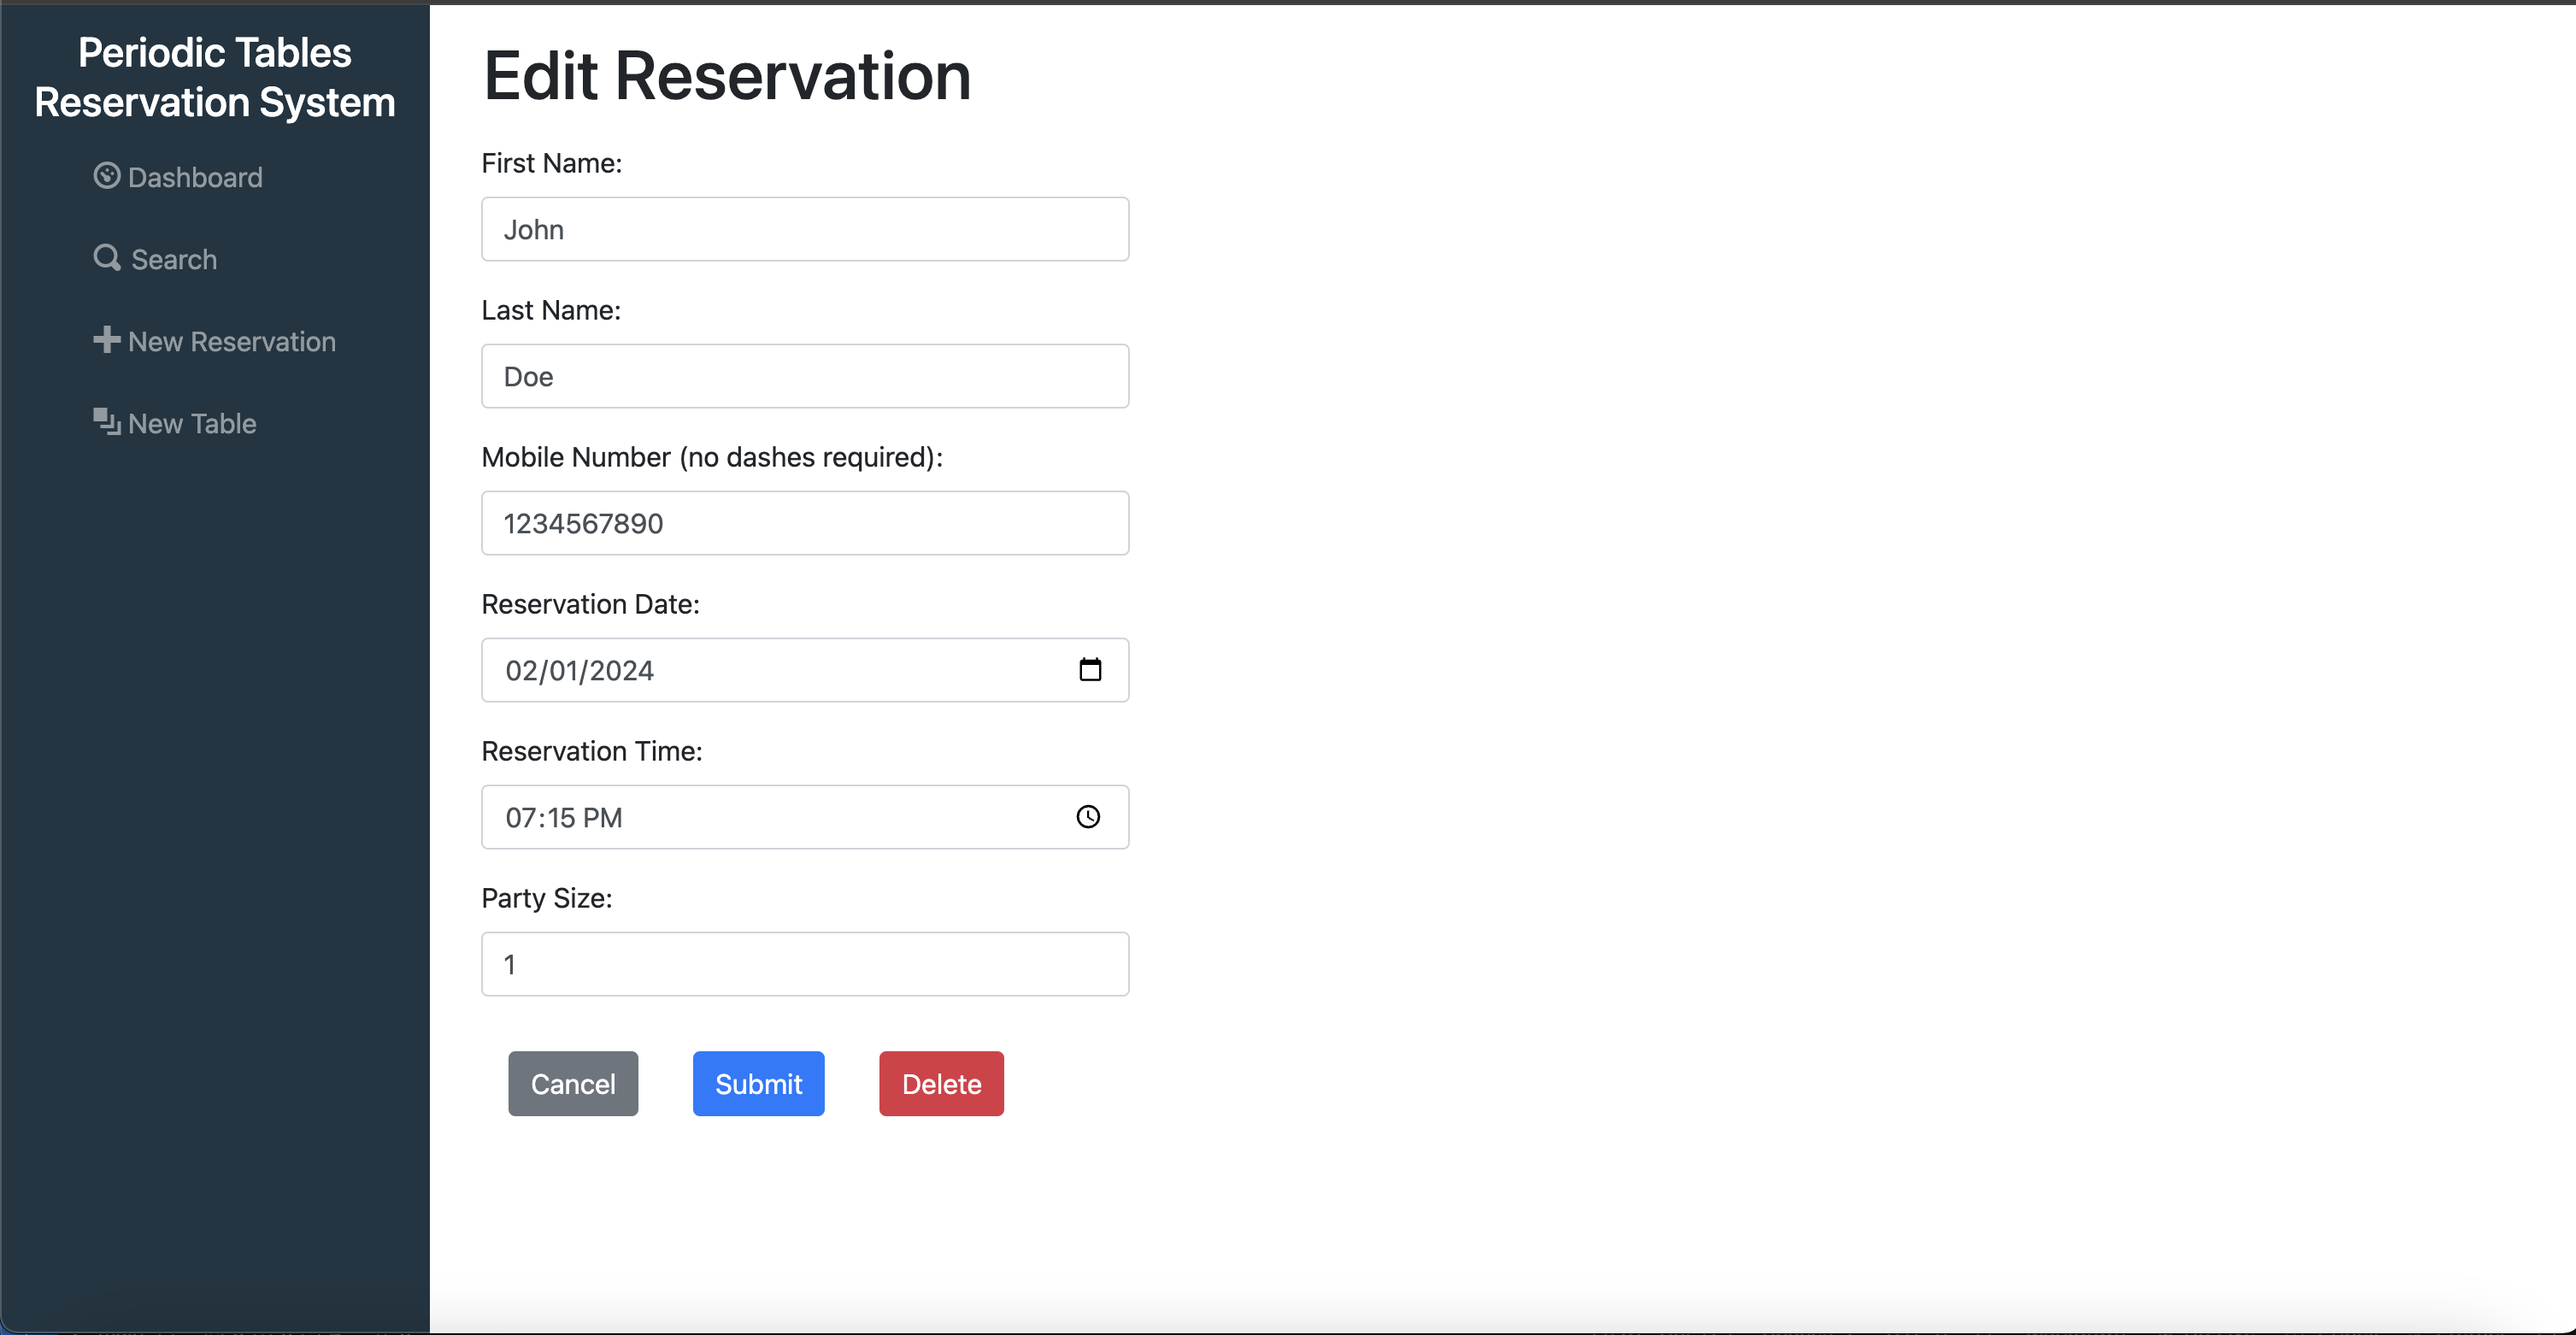 Periodic Tables
Reservation System
Dashboard
Search
New Reservation
New Table
Edit Reservation
First Name:
John
Last Name:
Doe
Mobile Number (no dashes required):
1234567890
Reservation Date:
02/01/2024
Reservation Time:
07:15 PM
Party Size:
1
Cancel Submit Delete